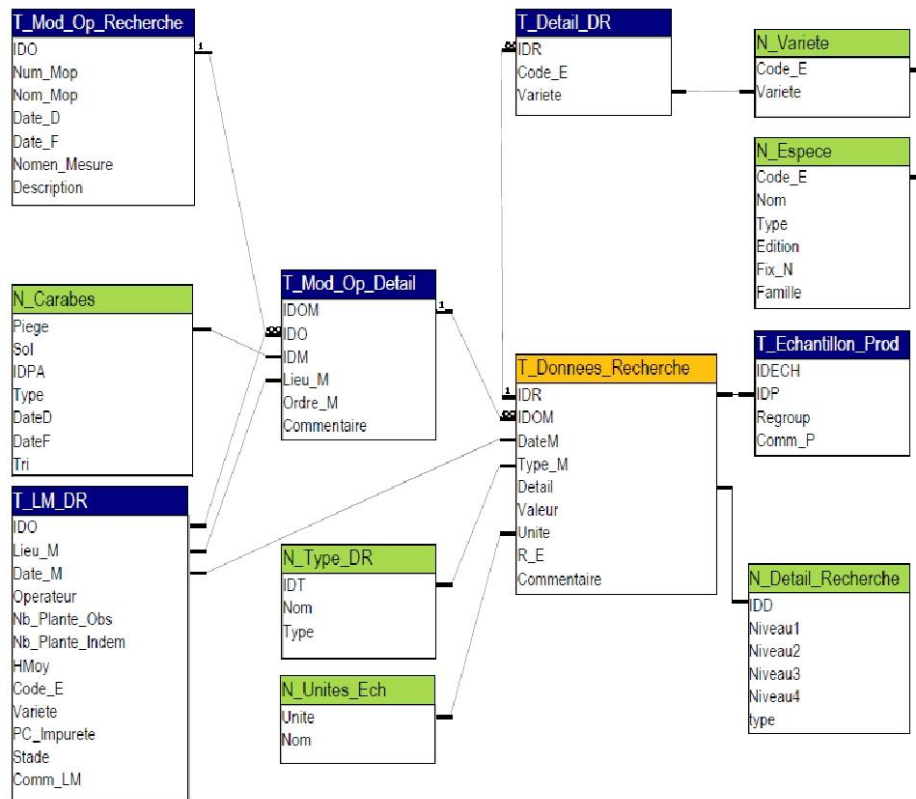 T_Mod_Op_Recherche
IDO
Num_Mop
Nom_Mop
Date_D
Date_F
Nomen_Mesure
Description
1
N_Carabes
Piege
Sol
IDPA
Type
DateD
DateF
Tri
T_LM_DR
IDO
Lieu_M
Date_M
Operateur
Nb_Plante_Obs
Nb_Plante_Indem
HMoy
Code_E
Variete
PC_Impurete
Stade
Comm_LM
T_Mod_Op_Detail
IDOM
IDO
IDM
Lieu_M
Ordre_M
Commentaire
1
∞
N_Type_DR
IDT
Nom
Type
N_Unites_Ech
Unite
Nom
T_Detail_DR
∞
IDR
Code_E
Variete
T_Donnees_Recherche
1
IDR
∞
IDOM
DateM
Type_M
Detail
Valeur
Unite
R_E
Commentaire
N_Variete
Code_E
Variete
N_Espece
Code_E
Nom
Type
Edition
Fix_N
Famille
T_Echantillon_Prod
IDECH
IDP
Regroup
Comm_P
N_Detail_Recherche
IDD
Niveau1
Niveau2
Niveau3
Niveau4
type